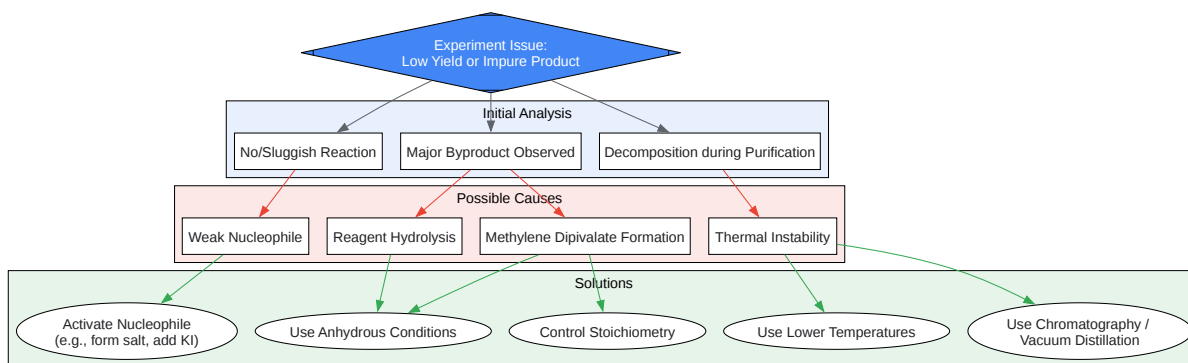 Experiment Issue:
Low Yield or Impure Product
Initial Analysis
No/Sluggish Reaction
Major Byproduct Observed
Decomposition during Purification
Possible Causes
Weak Nucleophile
Reagent Hydrolysis
Methylene Dipivalate Formation
Thermal Instability
Solutions
Activate Nucleophile
(e.g., form salt, add KI)
Use Anhydrous Conditions
Control Stoichiometry
Use Lower Temperatures
Use Chromatography /
Vacuum Distillation